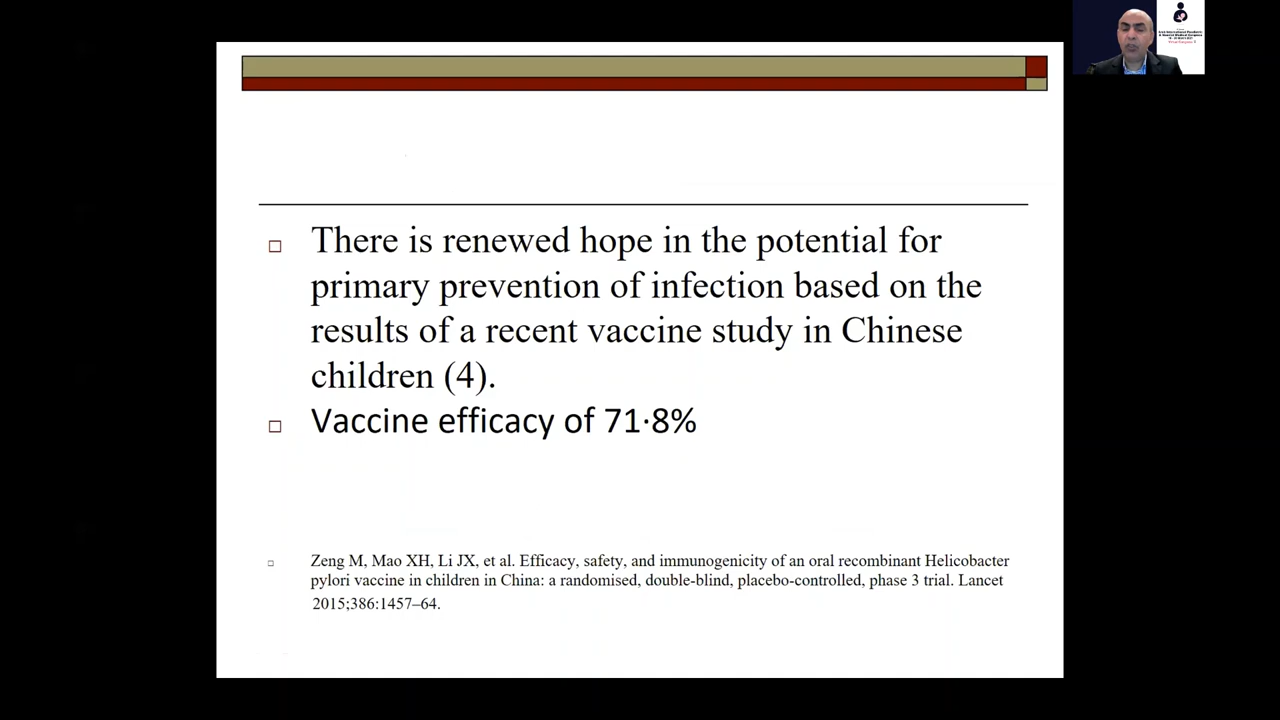 There is renewed hope in the potential for
primary prevention of infection based on the
results of a recent vaccine study in Chinese
children (4).
Vaccine efficacy of 71·8%
Zeng M, Mao XH, Li JX, et al. Efficacy, safety, and immunogenicity of an oral recombinant Helicobacter
pylori vaccine in children in China: a randomised, double-blind, placebo-controlled, phase 3 trial. Lancet
2015;386:1457–64.